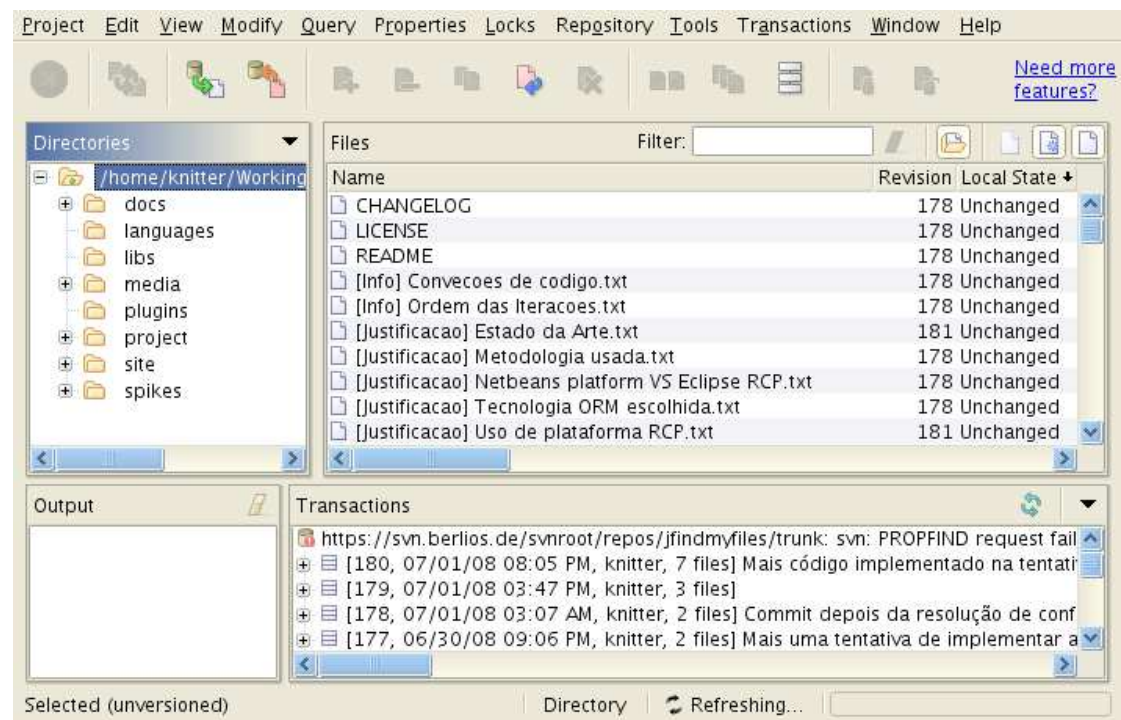 Project Edit View Modify Query Properties Locks Repository Tools Transactions Window Help
Need more
features?
Directories
Files Filter:
/home/knitter/Working
docs
languages
libs
media
plugins
project
site
spikes
Name Revision Local State
CHANGELOG 178 Unchanged
LICENSE 178 Unchanged
README 178 Unchanged
[Info] Convecoes de codigo.txt 178 Unchanged
[Info] Ordem das Iteracoes.txt 178 Unchanged
[Justificacao] Estado da Arte.txt 181 Unchanged
[Justificacao] Metodologia usada.txt 178 Unchanged
[Justificacao] Netbeans platform VS Eclipse RCP.txt 178 Unchanged
[Justificacao] Tecnologia ORM escolhida.txt 178 Unchanged
[Justificacao] Uso de plataforma RCP.txt 181 Unchanged
Output
Transactions
https://svn.berlios.de/svnroot/repos/jfindmyfiles/trunk: svn: PROPFIND request fail
[180, 07/01/08 08:05 PM, knitter, 7 files] Mais código implementado na tentati
[179, 07/01/08 03:47 PM, knitter, 3 files]
[178, 07/01/08 03:07 AM, knitter, 2 files] Commit depois da resolução de conf
[177, 06/30/08 09:06 PM, knitter, 2 files] Mais uma tentativa de implementar a
Selected (unversioned) Directory Refreshing...